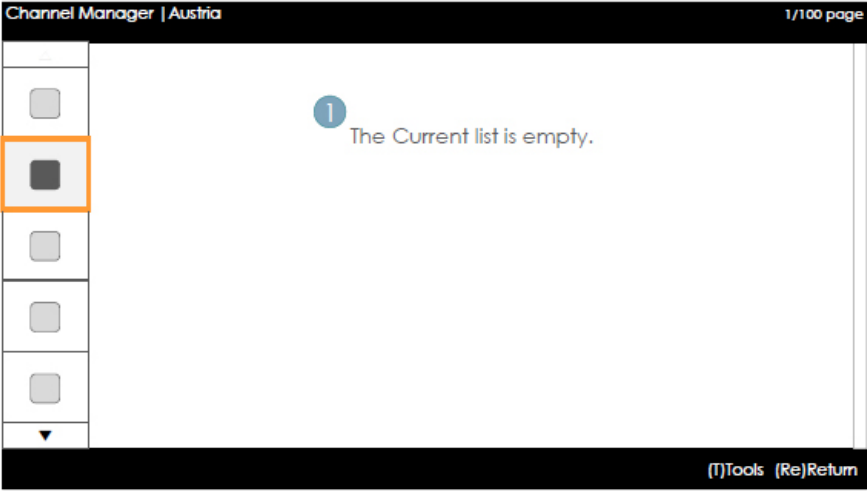 Channel Manager | Austria
1/100 page
1
The Current list is empty.
(T)Tools (Re)Return